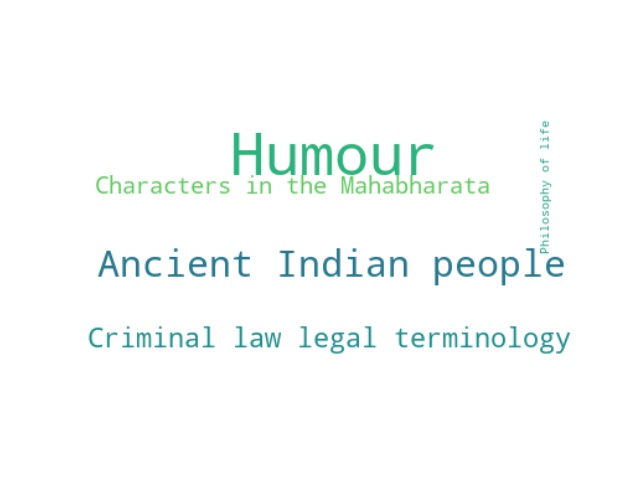 Humour
Characters in the Mahabharata
Philosophy of life
Ancient Indian people
Criminal law legal terminology